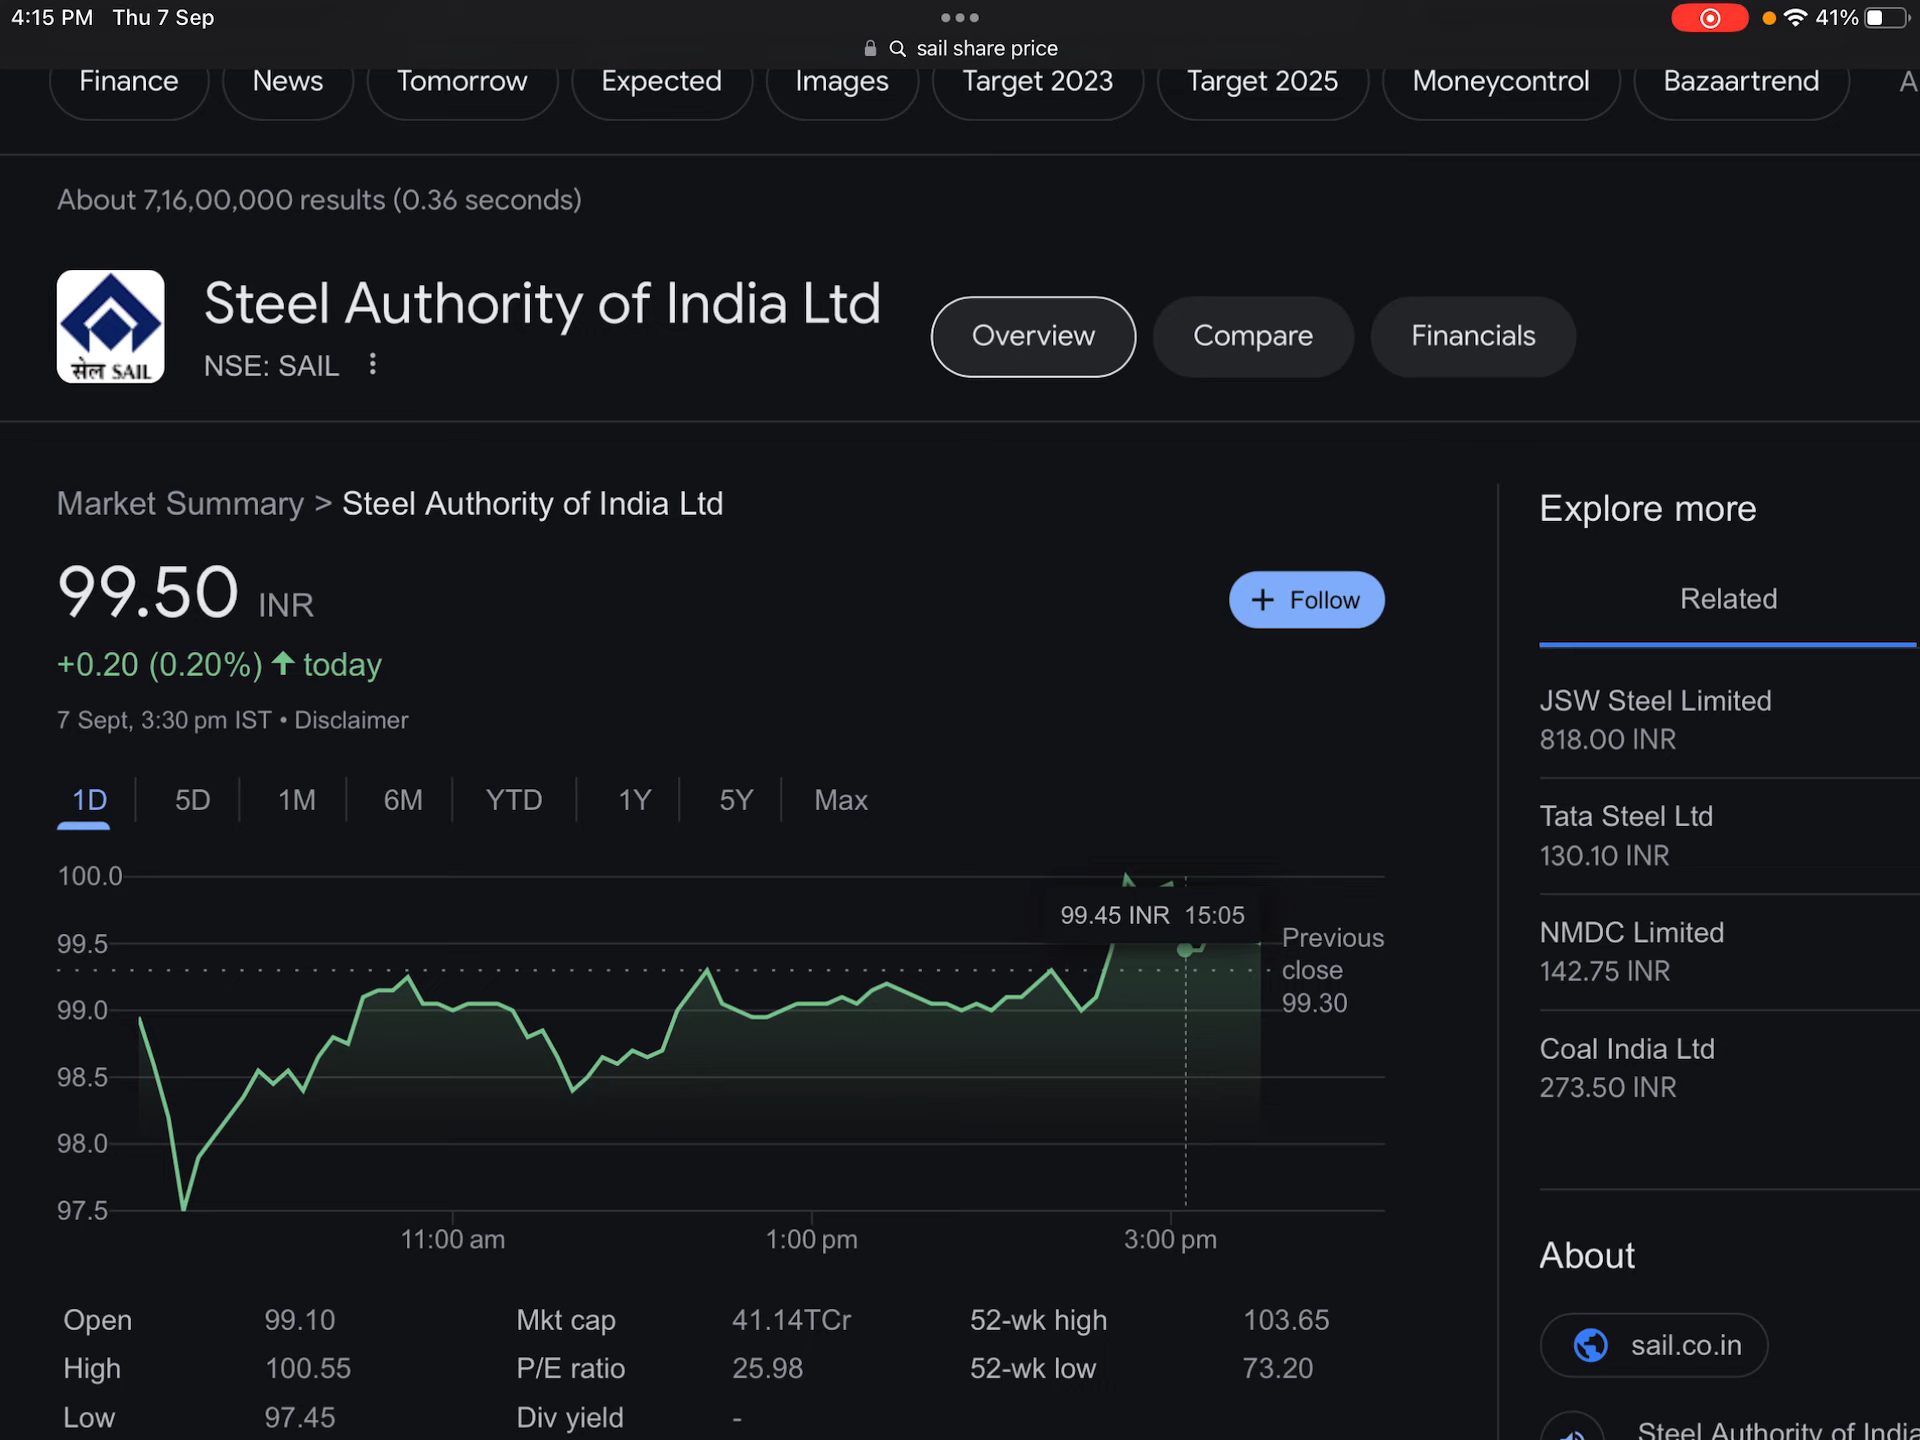 4:15 PM Thu 7 Sep
41%
sail share price
Finance News Tomorrow Expected Images Target 2023 Target 2025 Moneycontrol Bazaartrend A
About 7,16,00,000 results (0.36 seconds)
सेल SAIL
Steel Authority of India Ltd
NSE: SAIL
Overview Compare Financials
Market Summary > Steel Authority of India Ltd
99.50 INR
+ Follow
+0.20 (0.20%) ↑ today
7 Sept, 3:30 pm IST • Disclaimer
1D 5D 1M 6M YTD 1Y 5Y Max
100.0
99.5
99.0
98.5
98.0
97.5
99.45 INR 15:05
Previous
close
99.30
11:00 am 1:00 pm 3:00 pm
Open 99.10 Mkt cap 41.14TCr 52-wk high 103.65
High 100.55 P/E ratio 25.98 52-wk low 73.20
Low 97.45 Div yield -
Explore more
Related
JSW Steel Limited
818.00 INR
Tata Steel Ltd
130.10 INR
NMDC Limited
142.75 INR
Coal India Ltd
273.50 INR
About
sail.co.in
Steel Authority of India